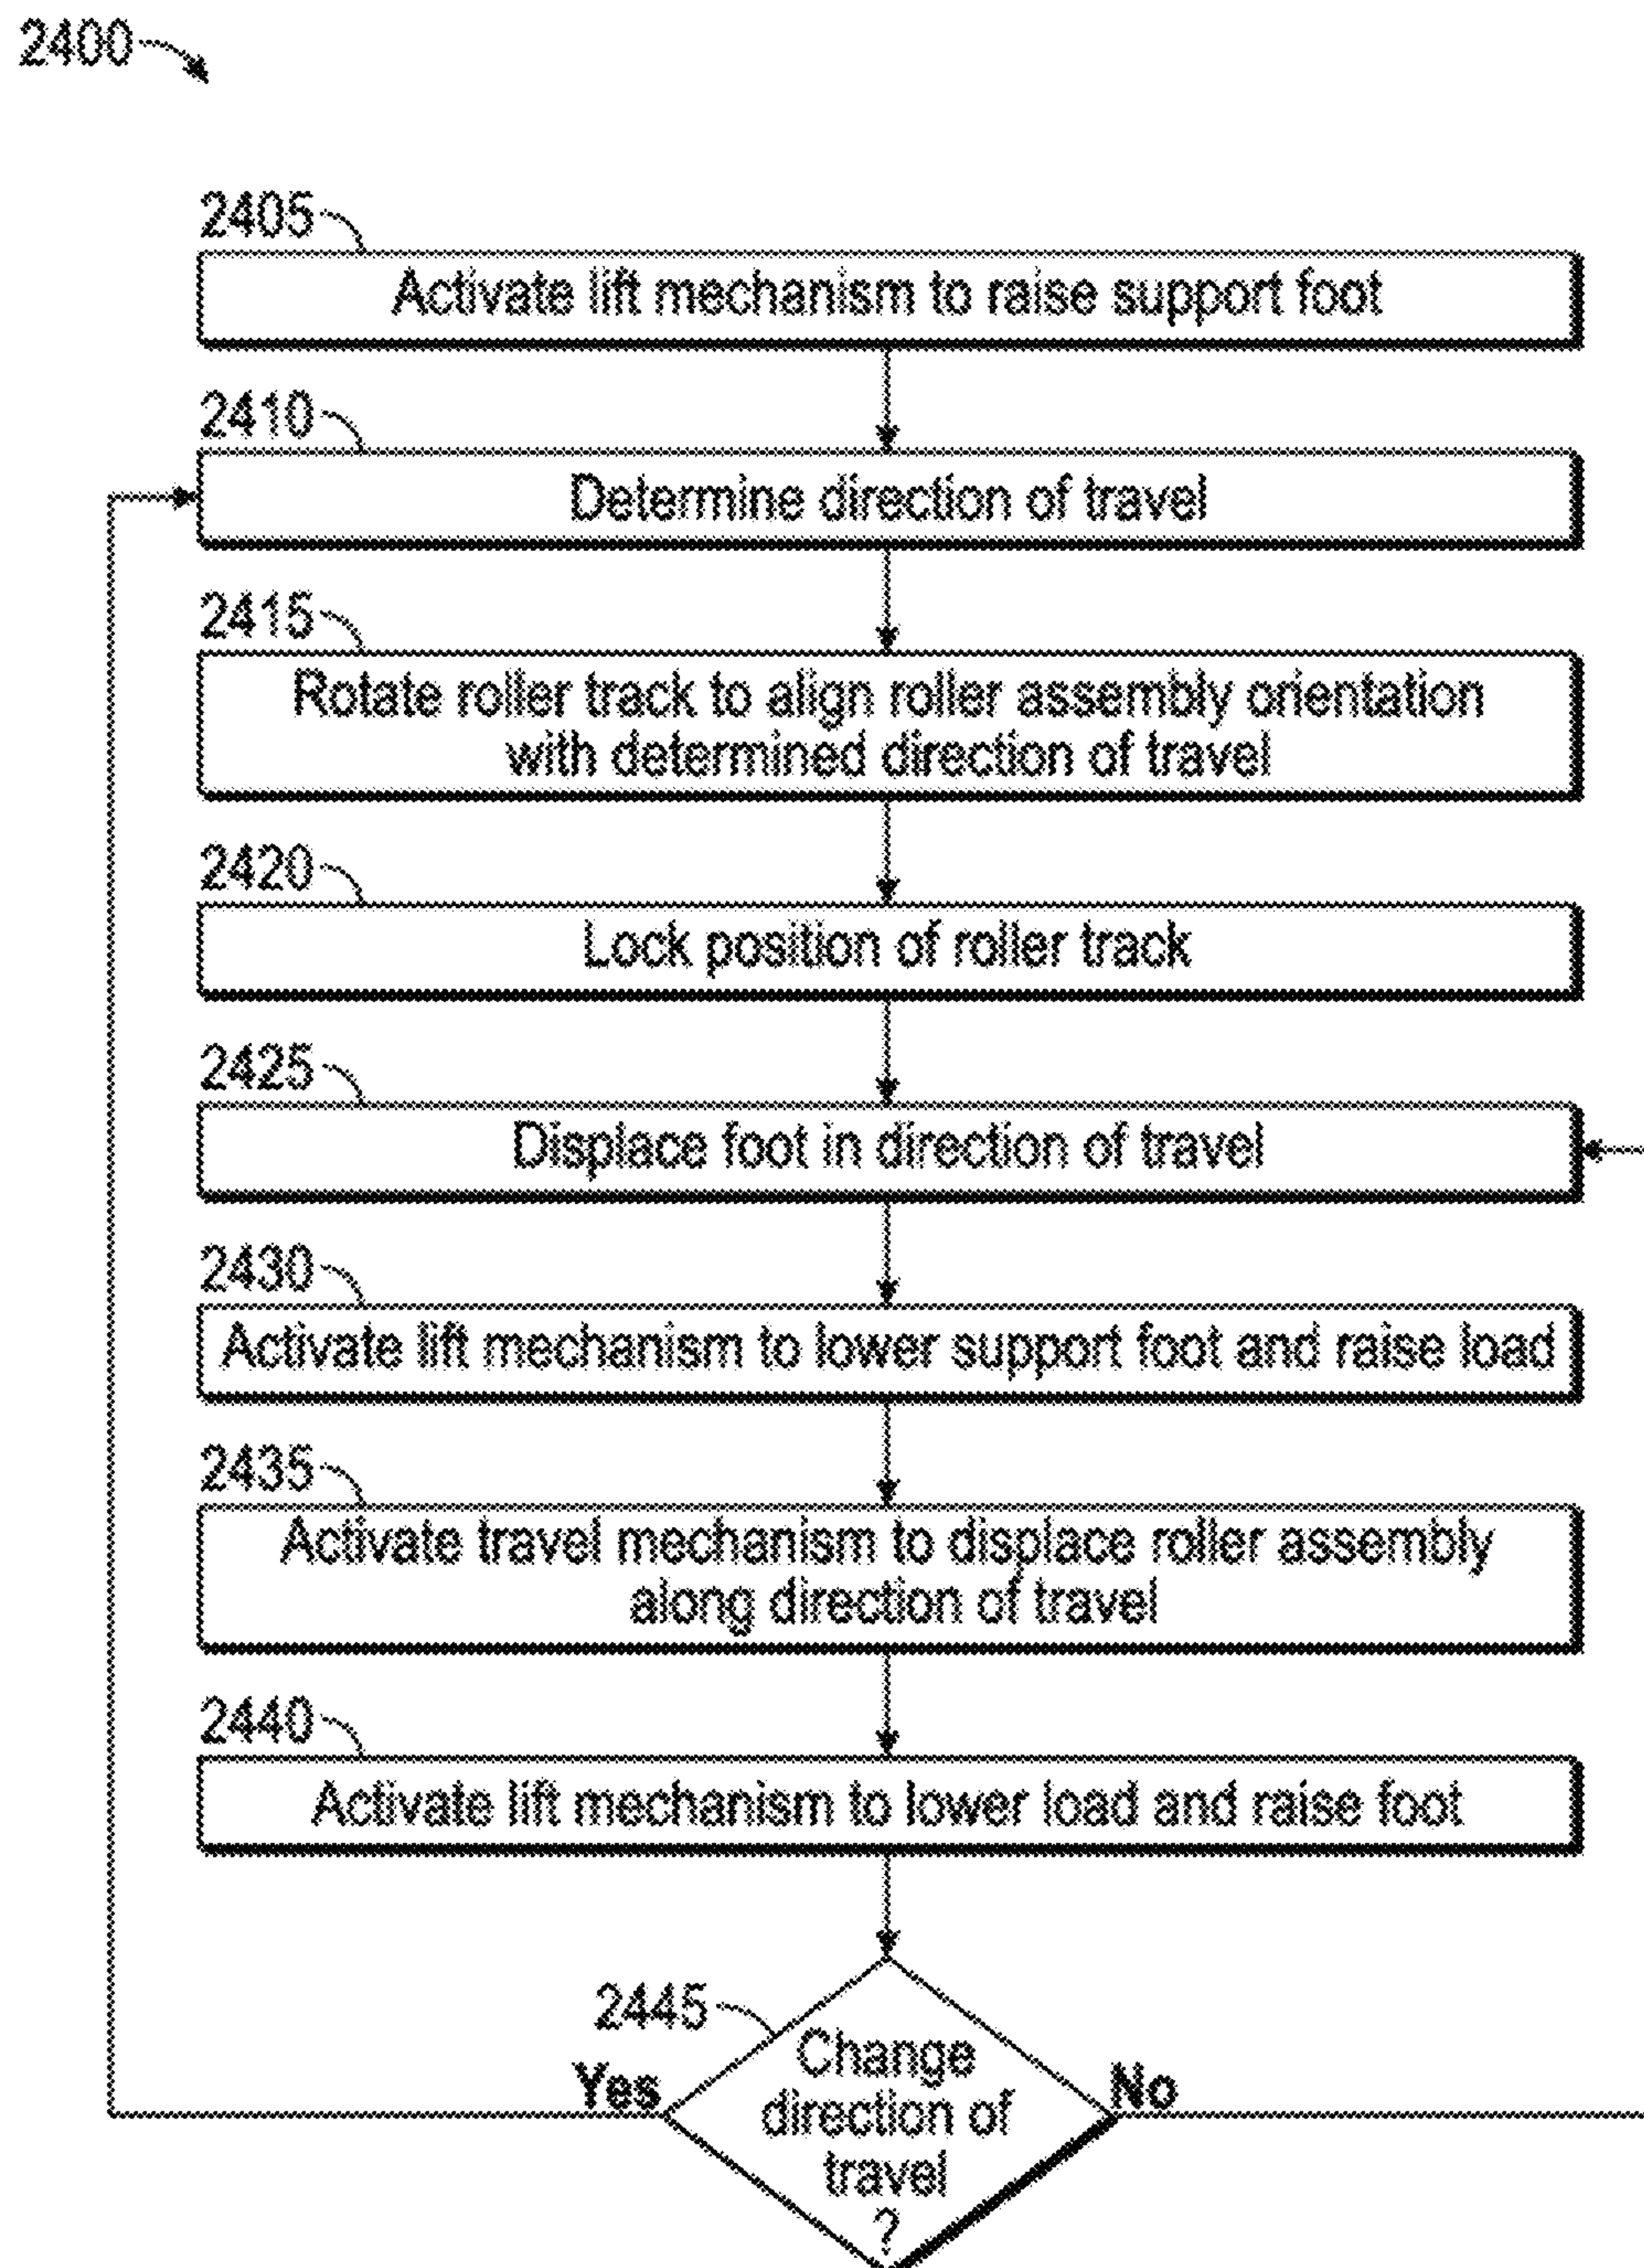 2400
2405
Activate lift mechanism to raise support foot
2410
Determine direction of travel
2415
Rotate roller track to align roller assembly orientation
with determined direction of travel
2420
Lock position of roller track
2425
Displace foot in direction of travel
2430
Activate lift mechanism to lower support foot and raise load
2435
Activate travel mechanism to displace roller assembly
along direction of travel
2440
Activate lift mechanism to lower load and raise foot
2445
Change
Yes
No
direction of
travel
?